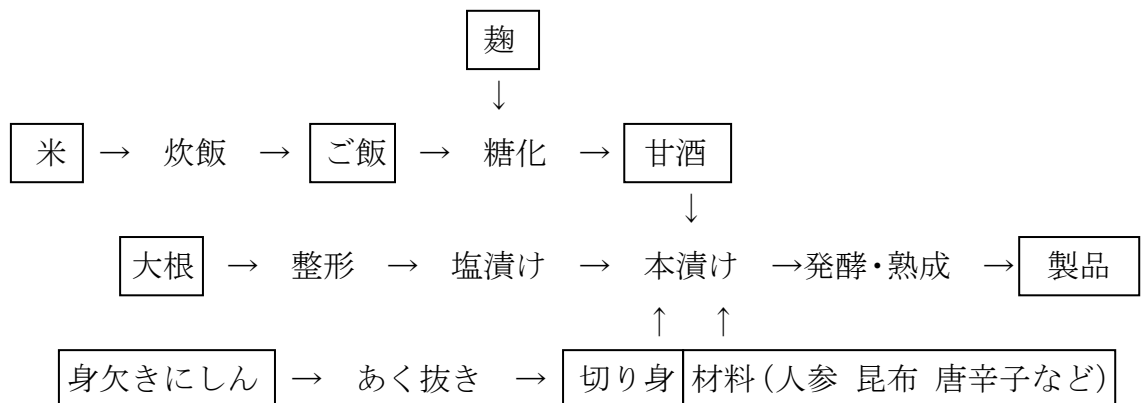 麹
↓
米 → 炊飯 → ご飯 → 糖化 → 甘酒
↓
大根 → 整形 → 塩漬け → 本漬け →発酵・熟成 → 製品
↑ ↑
身欠きにしん → あく抜き → 切り身 材料(人参 昆布 唐辛子など)